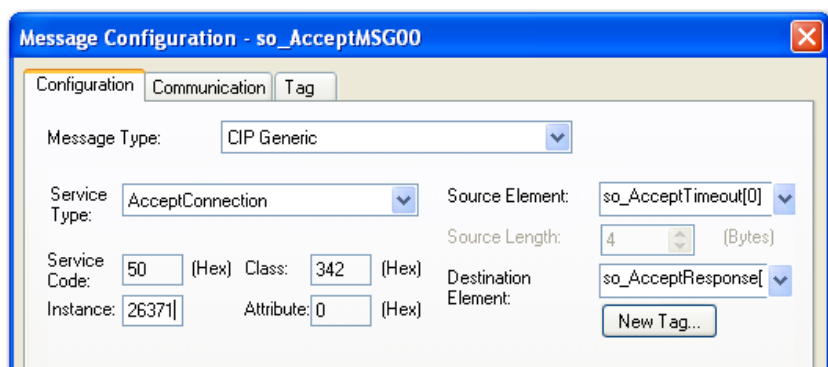 Message Configuration - so_AcceptMSG00
Configuration Communication Tag
Message Type: CIP Generic
Service Type: AcceptConnection
Source Element: so_AcceptTimeout[0]
Source Length: 4 (Bytes)
Service Code: 50 (Hex) Class: 342 (Hex)
Destination Element: so_AcceptResponse[
Instance: 26371 Attribute: 0 (Hex)
New Tag...